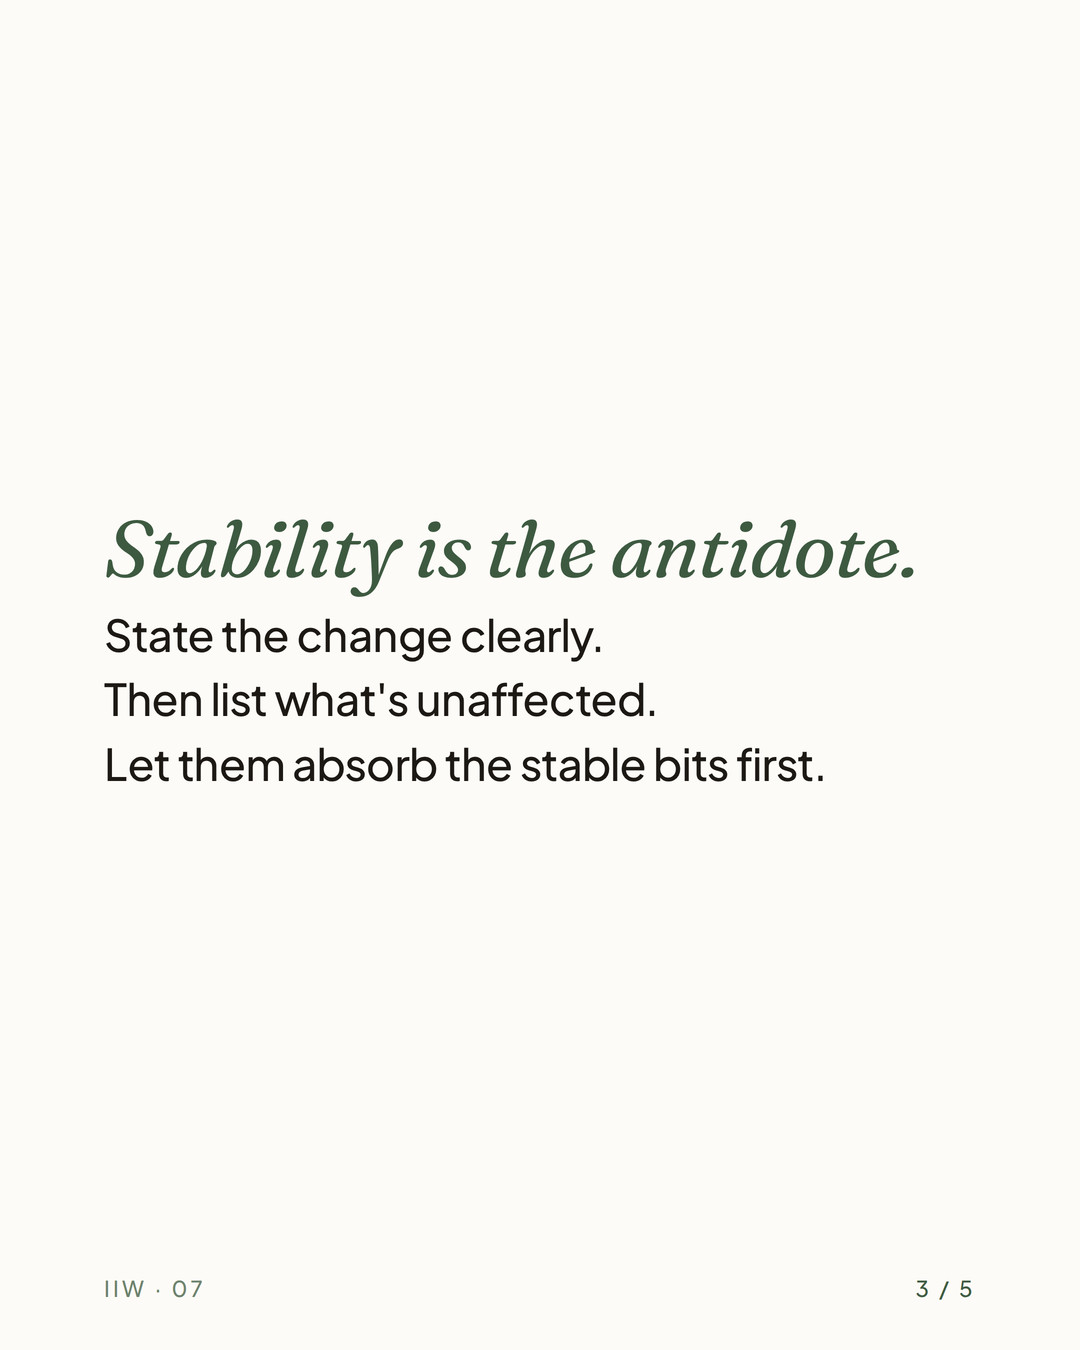 Stability is the antidote.
State the change clearly.
Then list what's unaffected.
Let them absorb the stable bits first.
IIW · 07
3 / 5